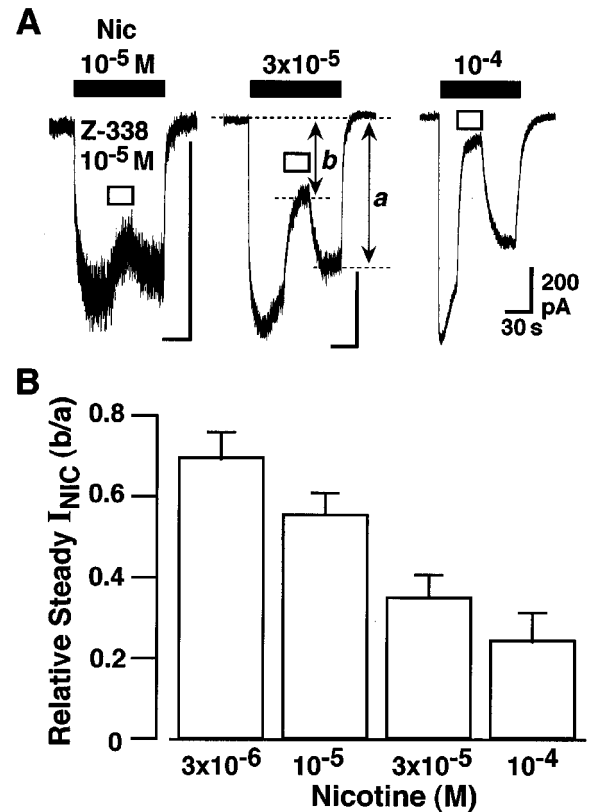 A
Nic
10⁻⁵ M 3x10⁻⁵ 10⁻⁴
Z-338
10⁻⁵ M
b
a
200
pA
30 s
B
Relative Steady I_NIC (b/a)
0.8
0.6
0.4
0.2
0
3x10⁻⁶ 10⁻⁵ 3x10⁻⁵ 10⁻⁴
Nicotine (M)